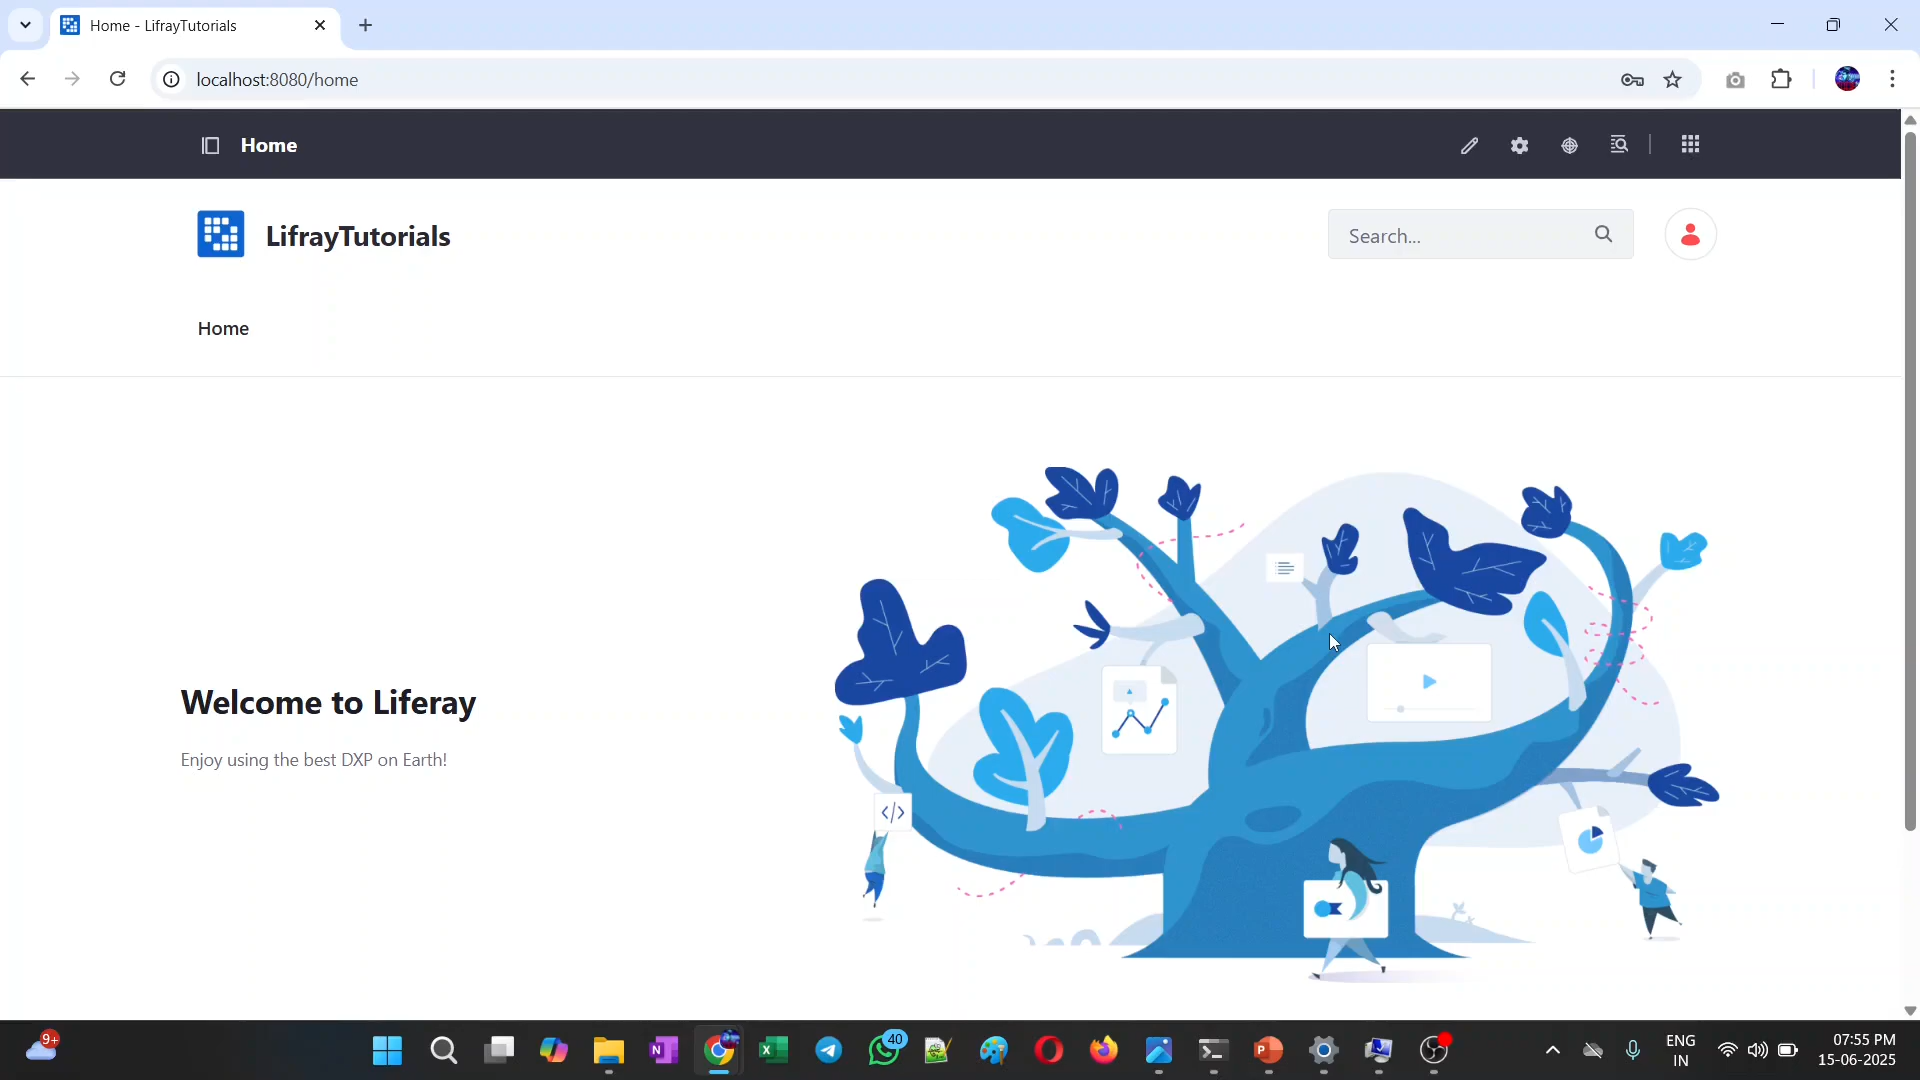 Home - LifrayTutorials
localhost:8080/home
Home
LifrayTutorials
Search...
Home
Welcome to Liferay
Enjoy using the best DXP on Earth!
</>
9+
40
ENG
IN
07:55 PM
15-06-2025